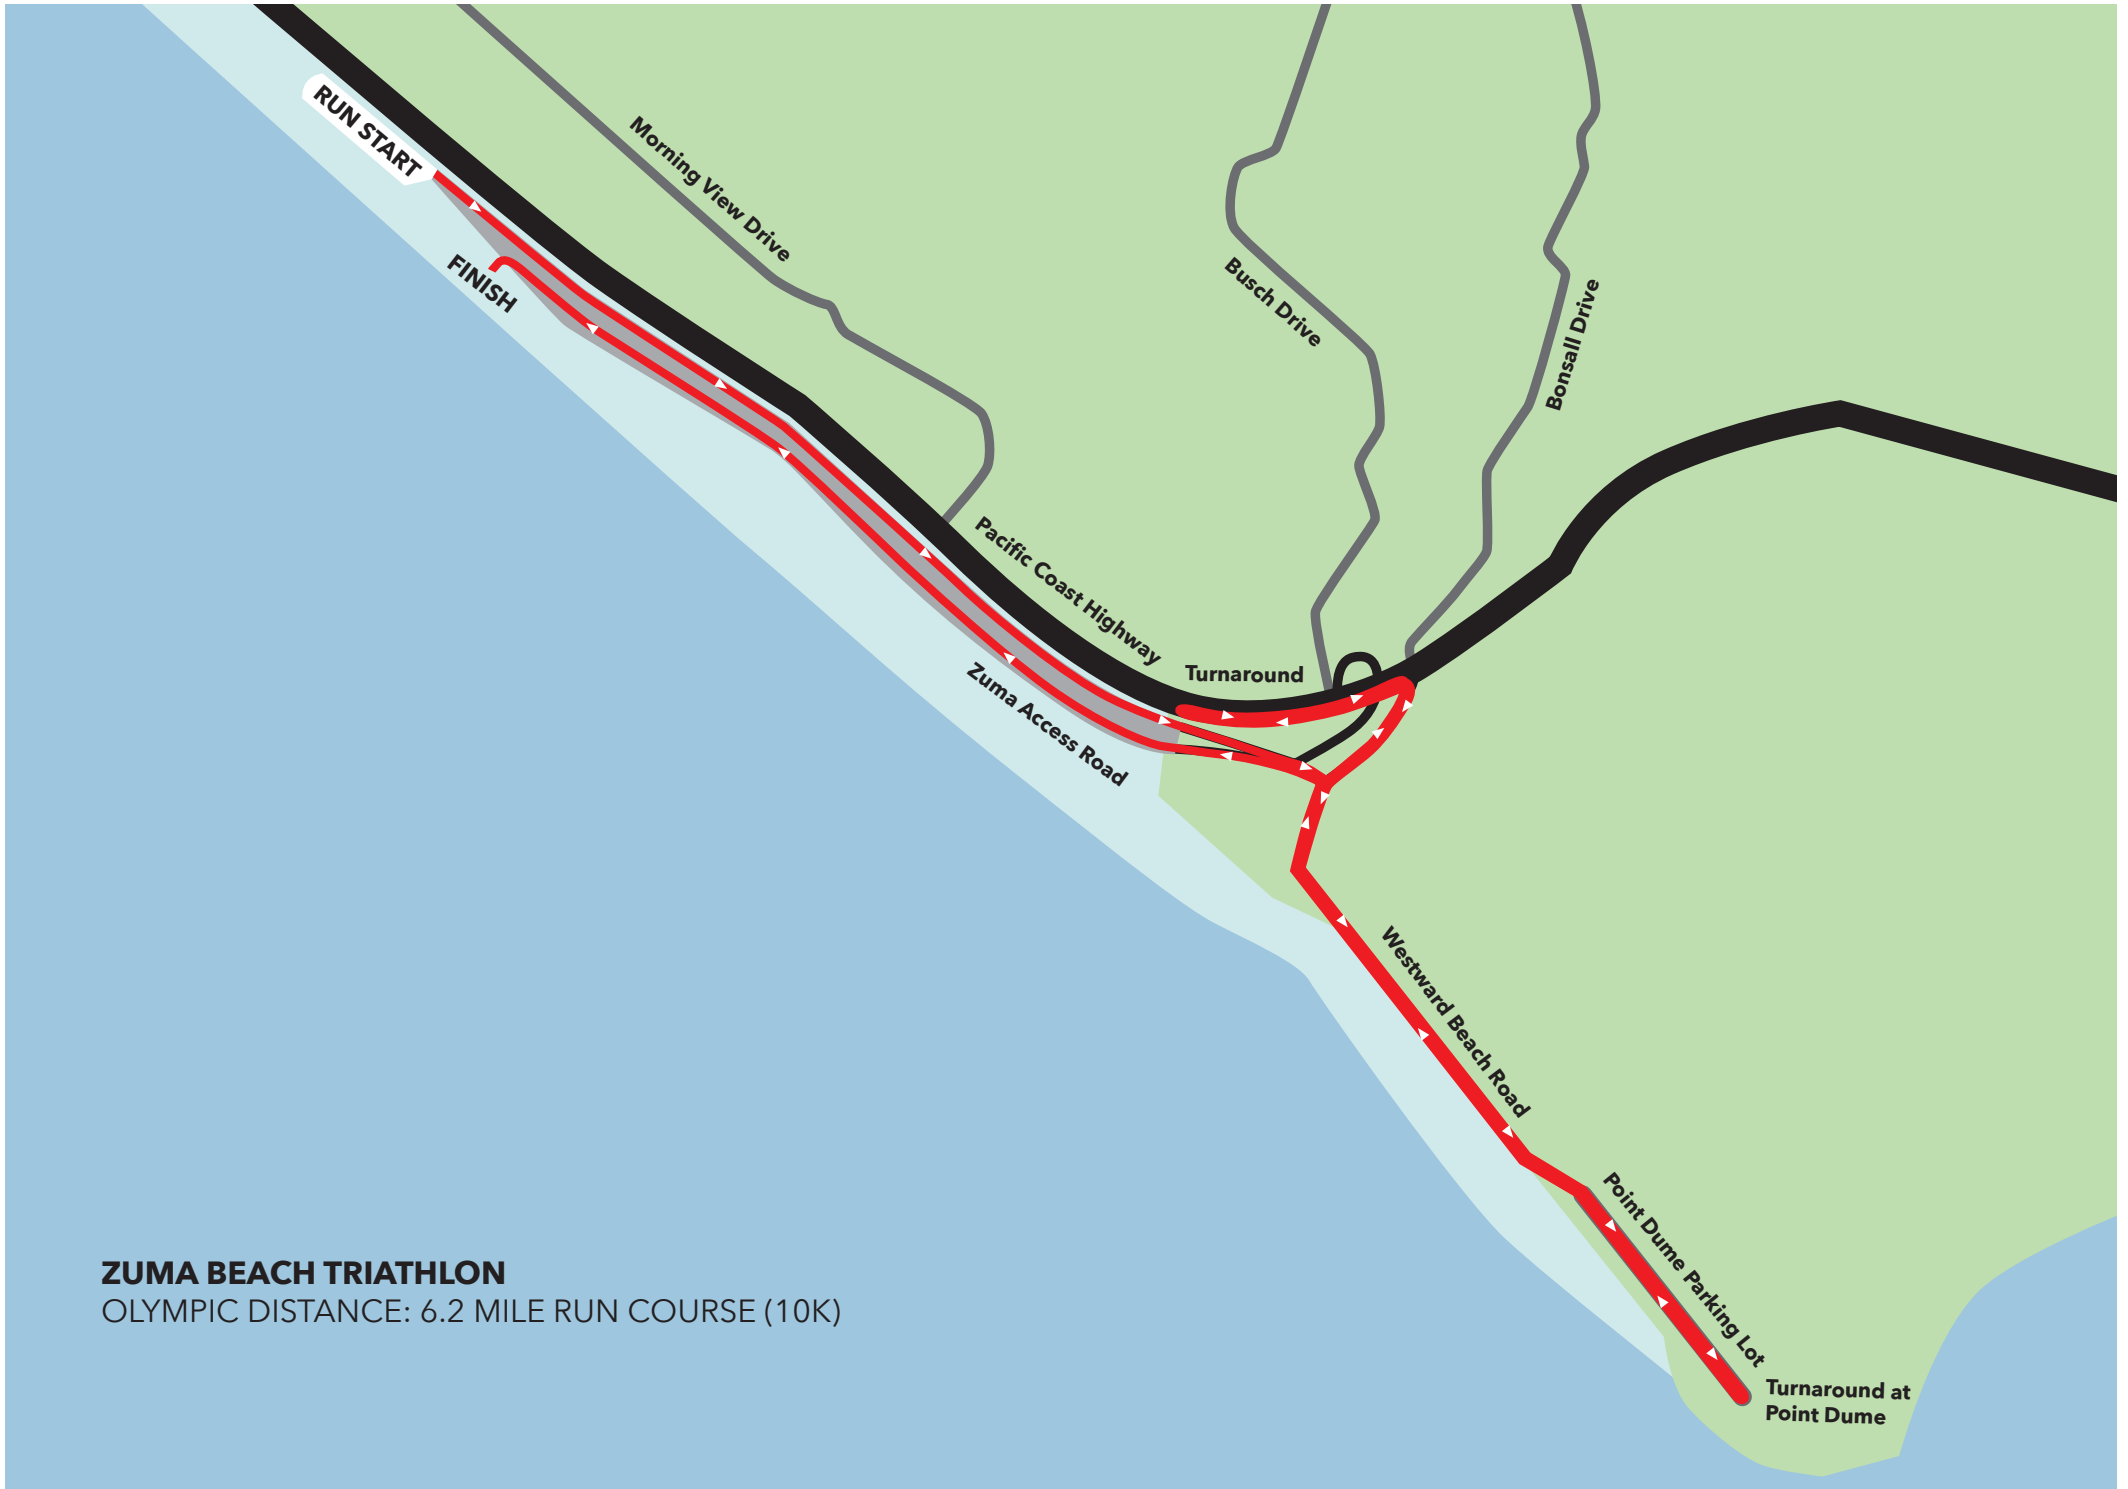 RUN START
FINISH
Morning View Drive
Busch Drive
Bonsall Drive
Pacific Coast Highway
Turnaround
Zuma Access Road
Westward Beach Road
Point Dume Parking Lot
Turnaround at
Point Dume
ZUMA BEACH TRIATHLON
OLYMPIC DISTANCE: 6.2 MILE RUN COURSE (10K)